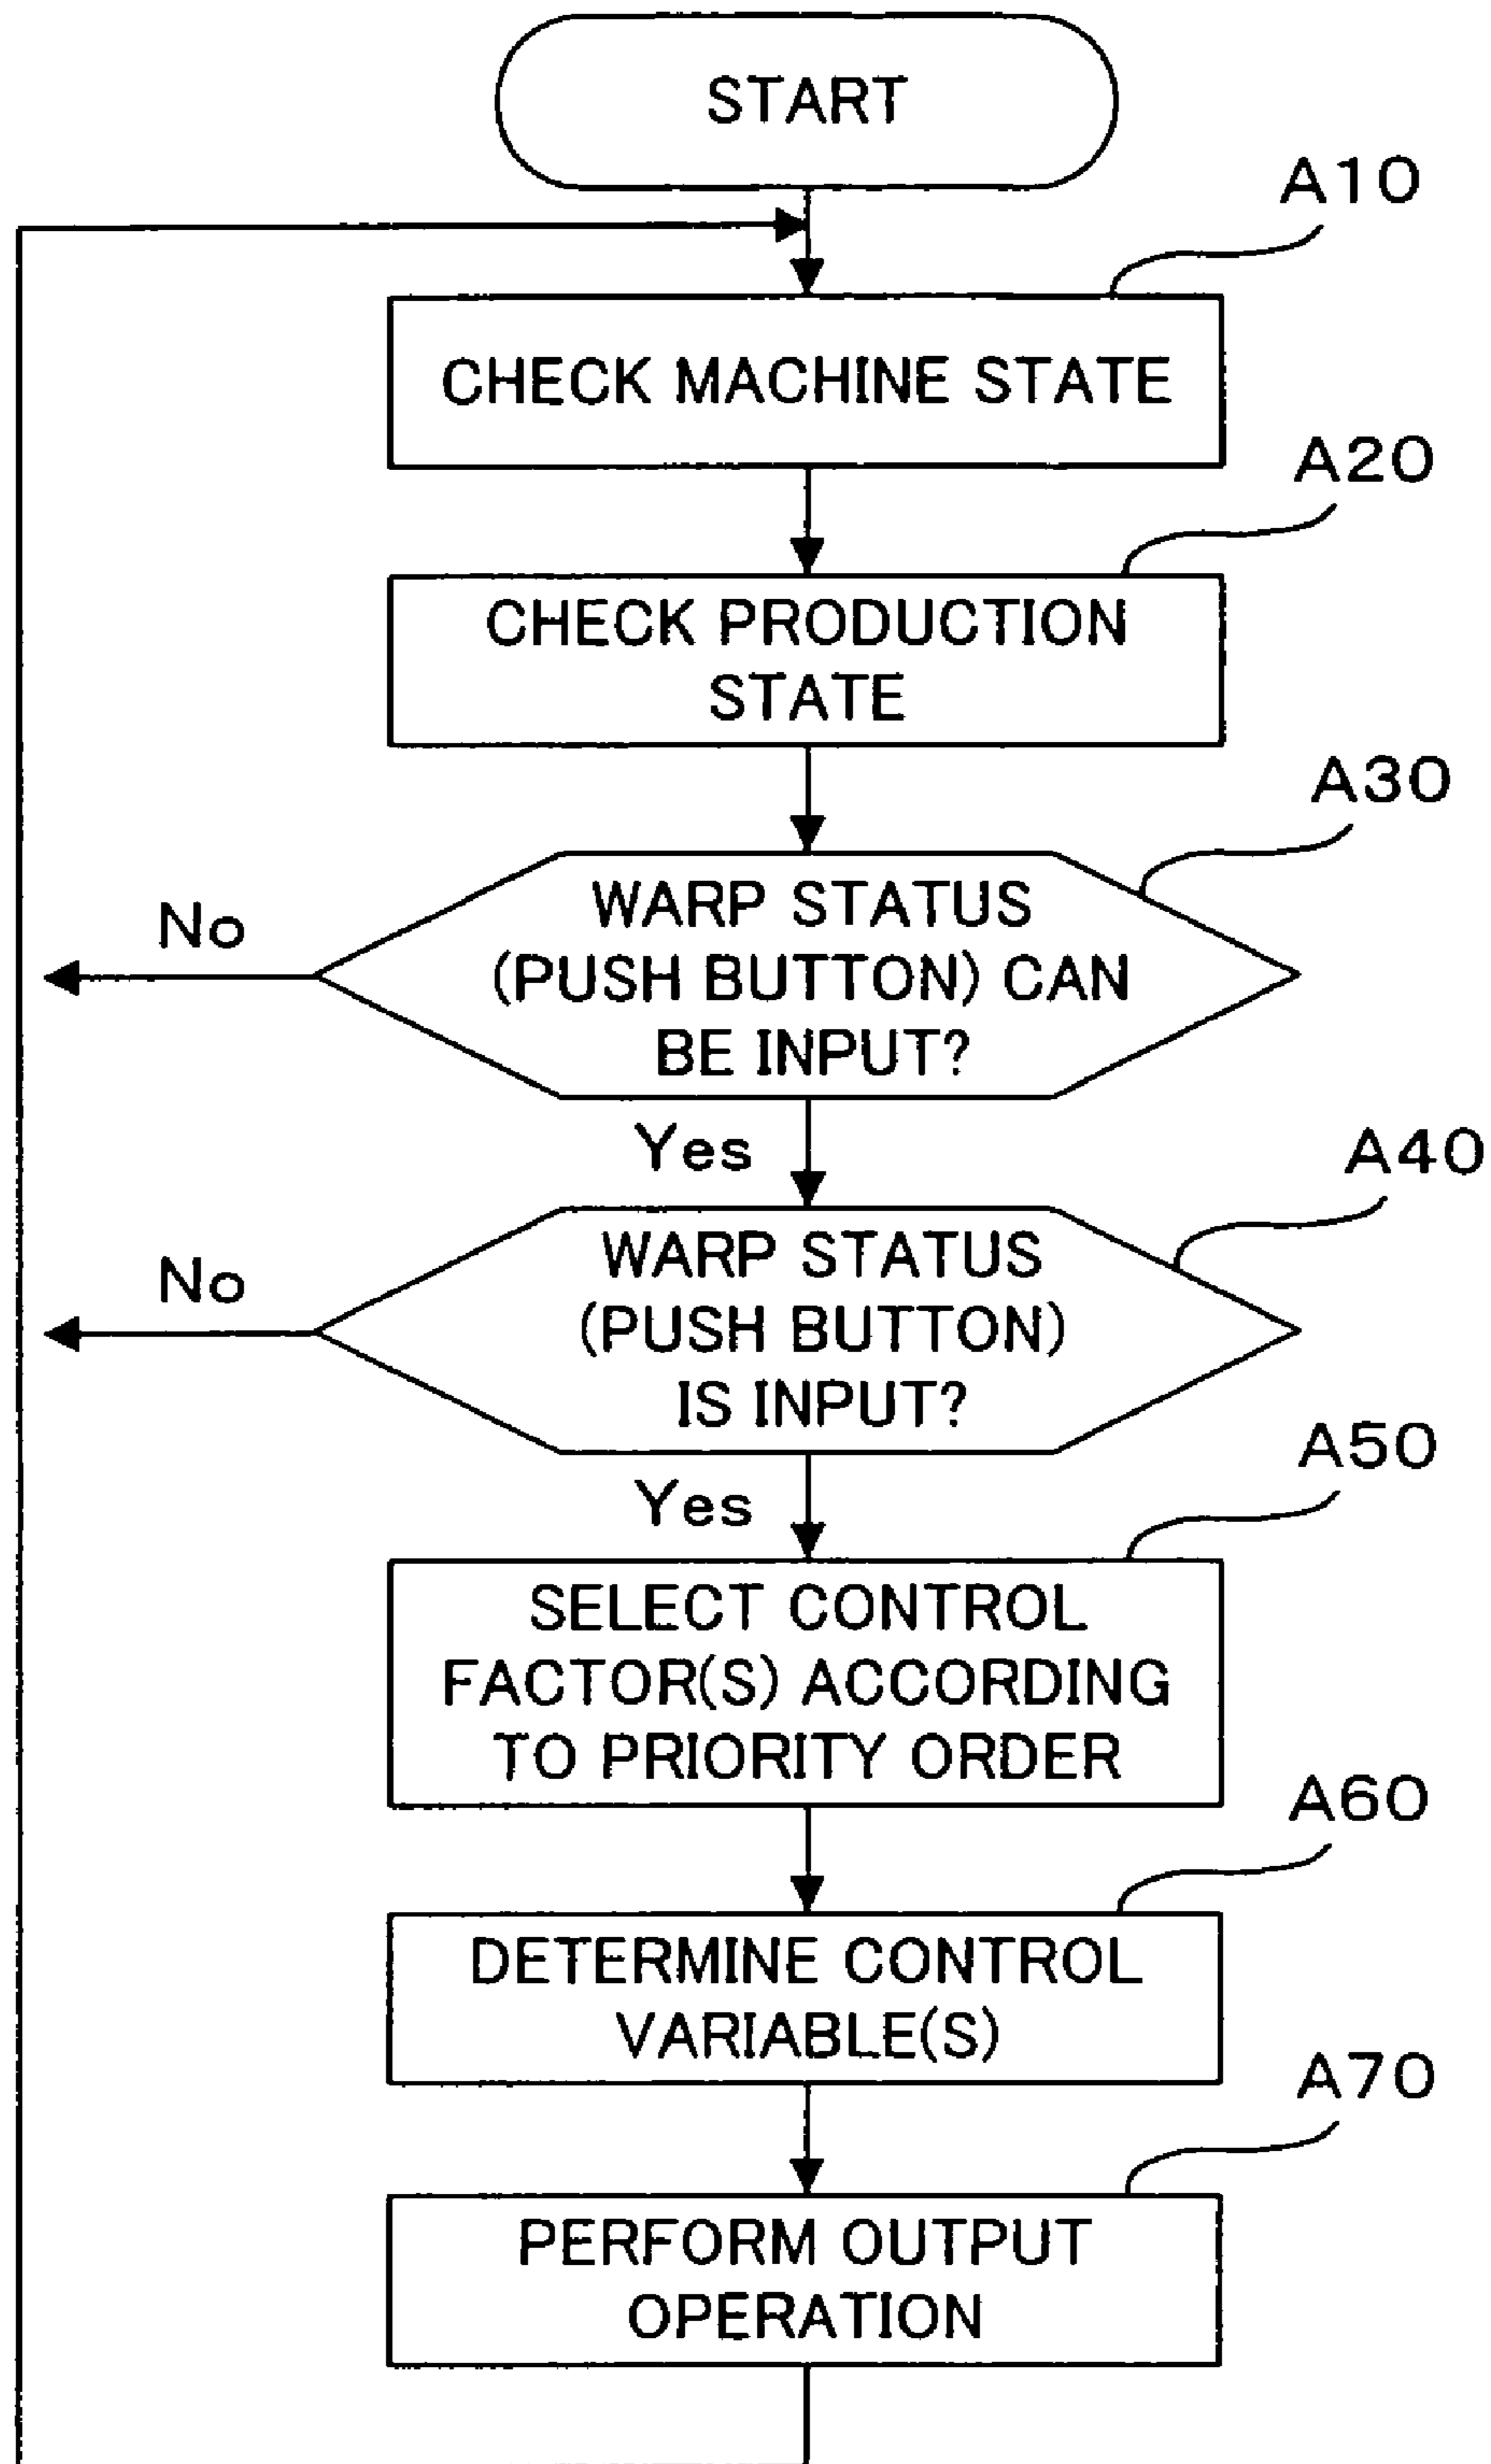 START
A10
CHECK MACHINE STATE
A20
CHECK PRODUCTION
STATE
A30
WARP STATUS
(PUSH BUTTON) CAN
BE INPUT?
No
Yes
A40
WARP STATUS
(PUSH BUTTON)
IS INPUT?
No
Yes
A50
SELECT CONTROL
FACTOR(S) ACCORDING
TO PRIORITY ORDER
A60
DETERMINE CONTROL
VARIABLE(S)
A70
PERFORM OUTPUT
OPERATION